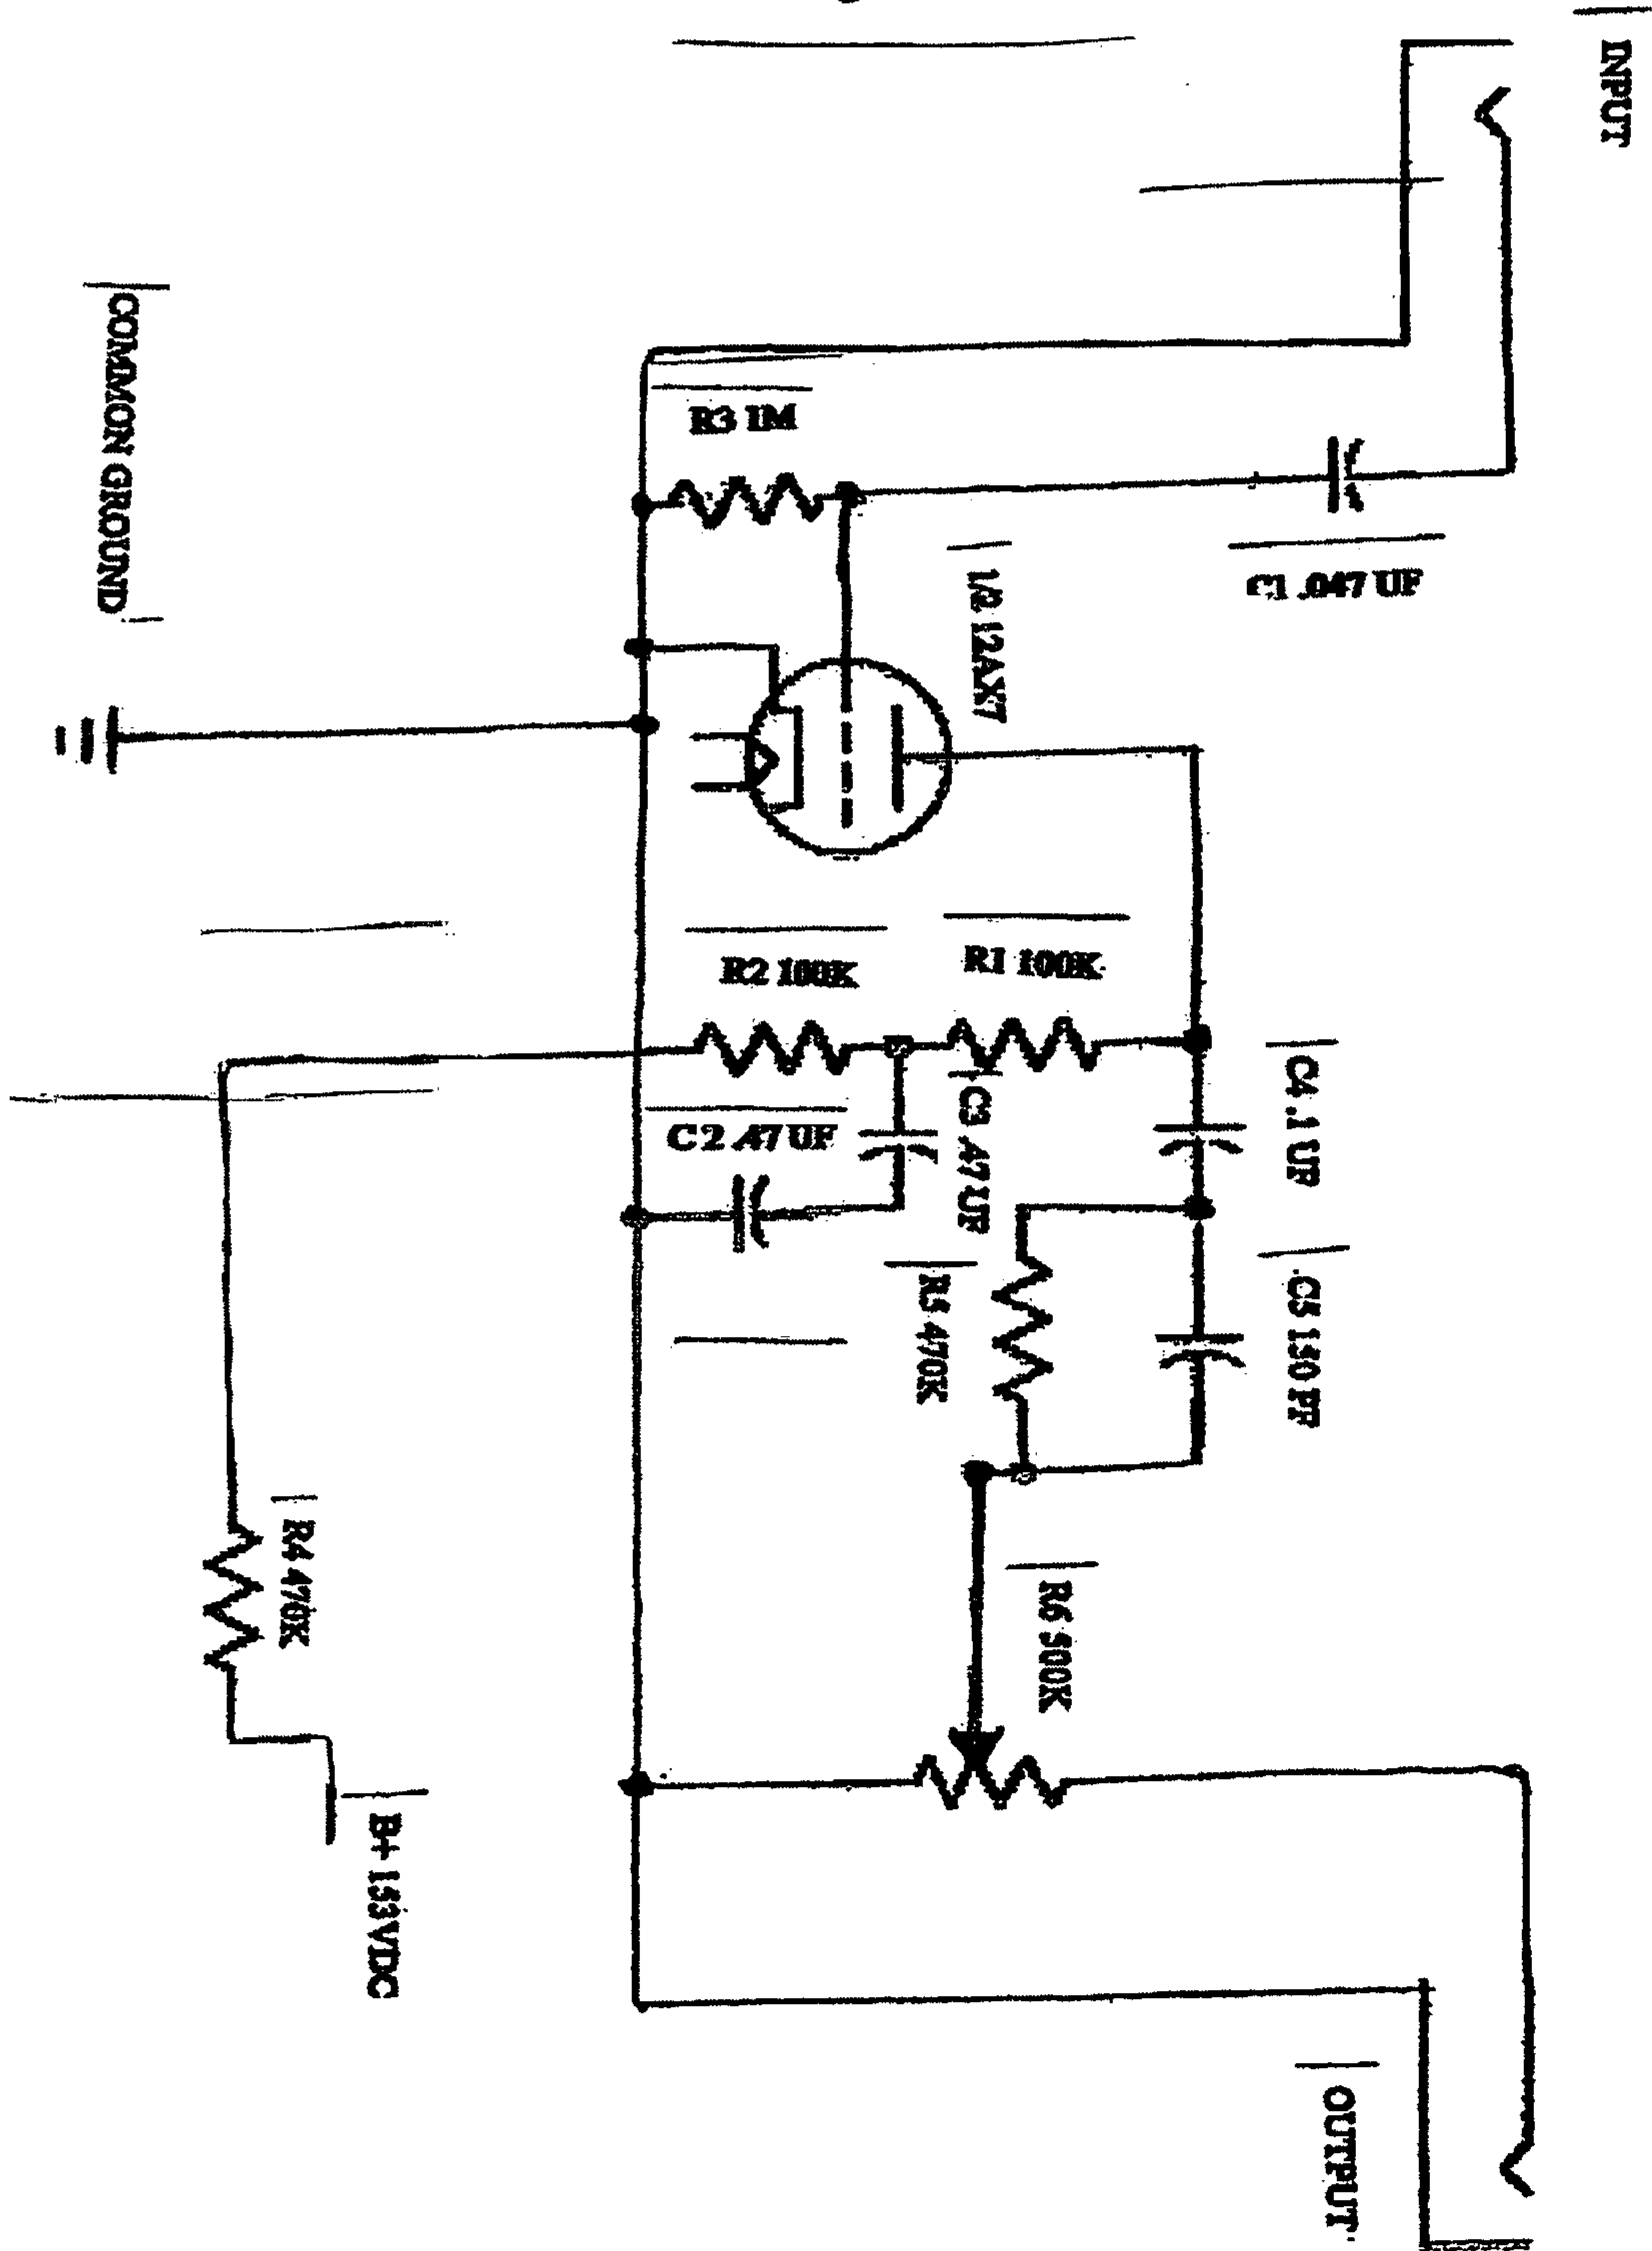 INPUT
C1 .047 UF
R3 1M
1/2 12AX7
COMMON GROUND
R1 100K
R2 100K
C4 .1 UF
C3 .47 UF
C 2 .47 UF
C5 150 PF
R5 470K
R6 500K
R4 470K
B+ 153VDC
OUTPUT